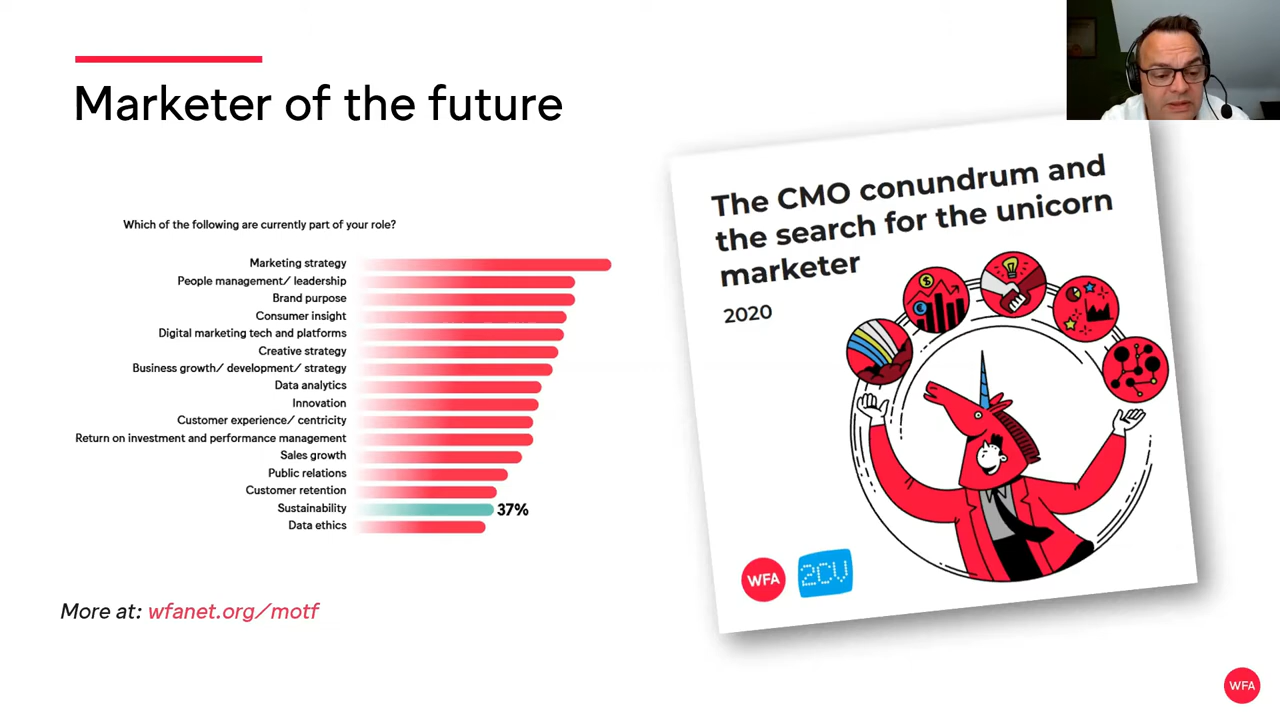 Marketer of the future
Which of the following are currently part of your role?
Marketing strategy
People management/ leadership
Brand purpose
Consumer insight
Digital marketing tech and platforms
Creative strategy
Business growth/ development/ strategy
Data analytics
Innovation
Customer experience/ centricity
Return on investment and performance management
Sales growth
Public relations
Customer retention
Sustainability 37%
Data ethics
More at: wfanet.org/motf
The CMO conundrum and
the search for the unicorn
marketer
2020
WFA 2CV
WFA